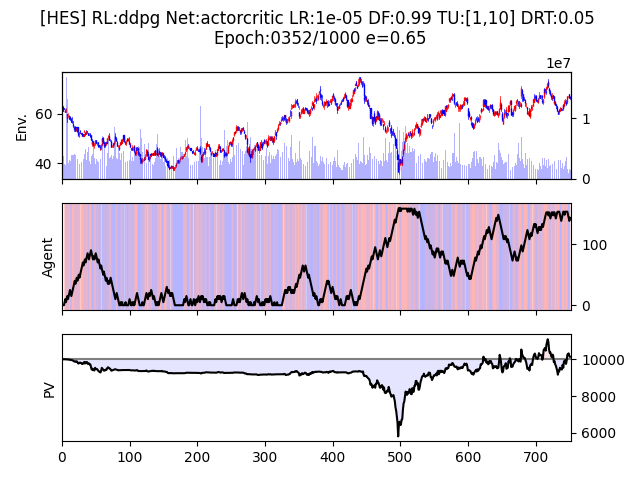 [HES] RL:ddpg Net:actorcritic LR:1e-05 DF:0.99 TU:[1,10] DRT:0.05
Epoch:0352/1000 e=0.65
1e7
Env.
60
40
1
0
Agent
100
0
PV
10000
8000
6000
0 100 200 300 400 500 600 700